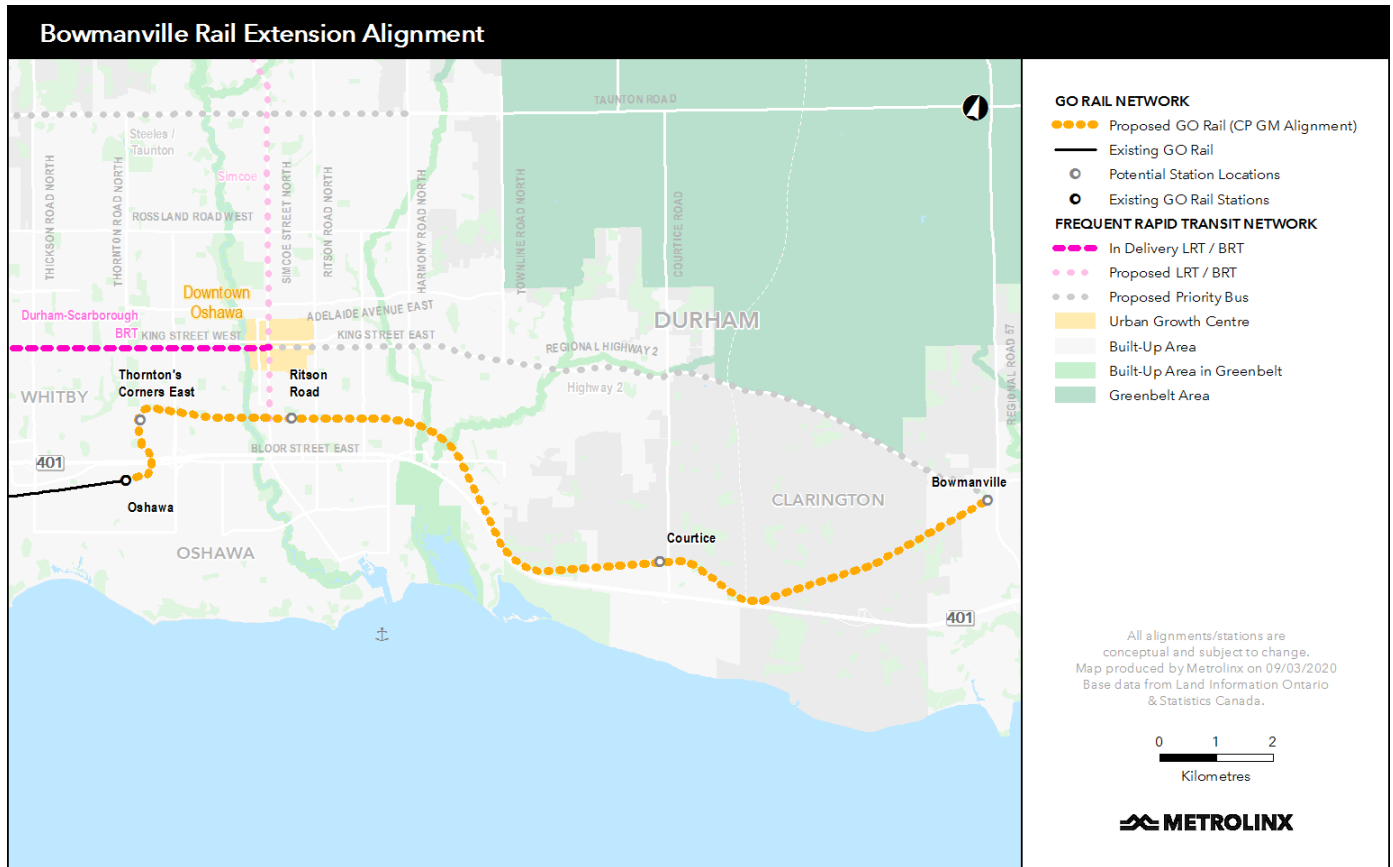 Bowmanville Rail Extension Alignment
TAUNTON ROAD
Steeles /
Taunton
Simcoe
THICKSON ROAD NORTH
THORNTON ROAD NORTH
SIMCOE STREET NORTH
RITSON ROAD NORTH
HARMONY ROAD NORTH
TOWNLINE ROAD NORTH
COURTICE ROAD
ROSSLAND ROAD WEST
Downtown
Oshawa
Durham-Scarborough
BRT
KING STREET WEST
ADELAIDE AVENUE EAST
KING STREET EAST
REGIONAL HIGHWAY 2
DURHAM
REGIONAL ROAD 57
Highway 2
WHITBY
Thornton's
Corners East
Ritson
Road
BLOOR STREET EAST
401
Oshawa
OSHAWA
Courtice
CLARINGTON
Bowmanville
401
GO RAIL NETWORK
Proposed GO Rail (CP GM Alignment)
Existing GO Rail
Potential Station Locations
Existing GO Rail Stations
FREQUENT RAPID TRANSIT NETWORK
In Delivery LRT / BRT
Proposed LRT / BRT
Proposed Priority Bus
Urban Growth Centre
Built-Up Area
Built-Up Area in Greenbelt
Greenbelt Area
All alignments/stations are
conceptual and subject to change.
Map produced by Metrolinx on 09/03/2020
Base data from Land Information Ontario
& Statistics Canada.
0 1 2
Kilometres
METROLINX